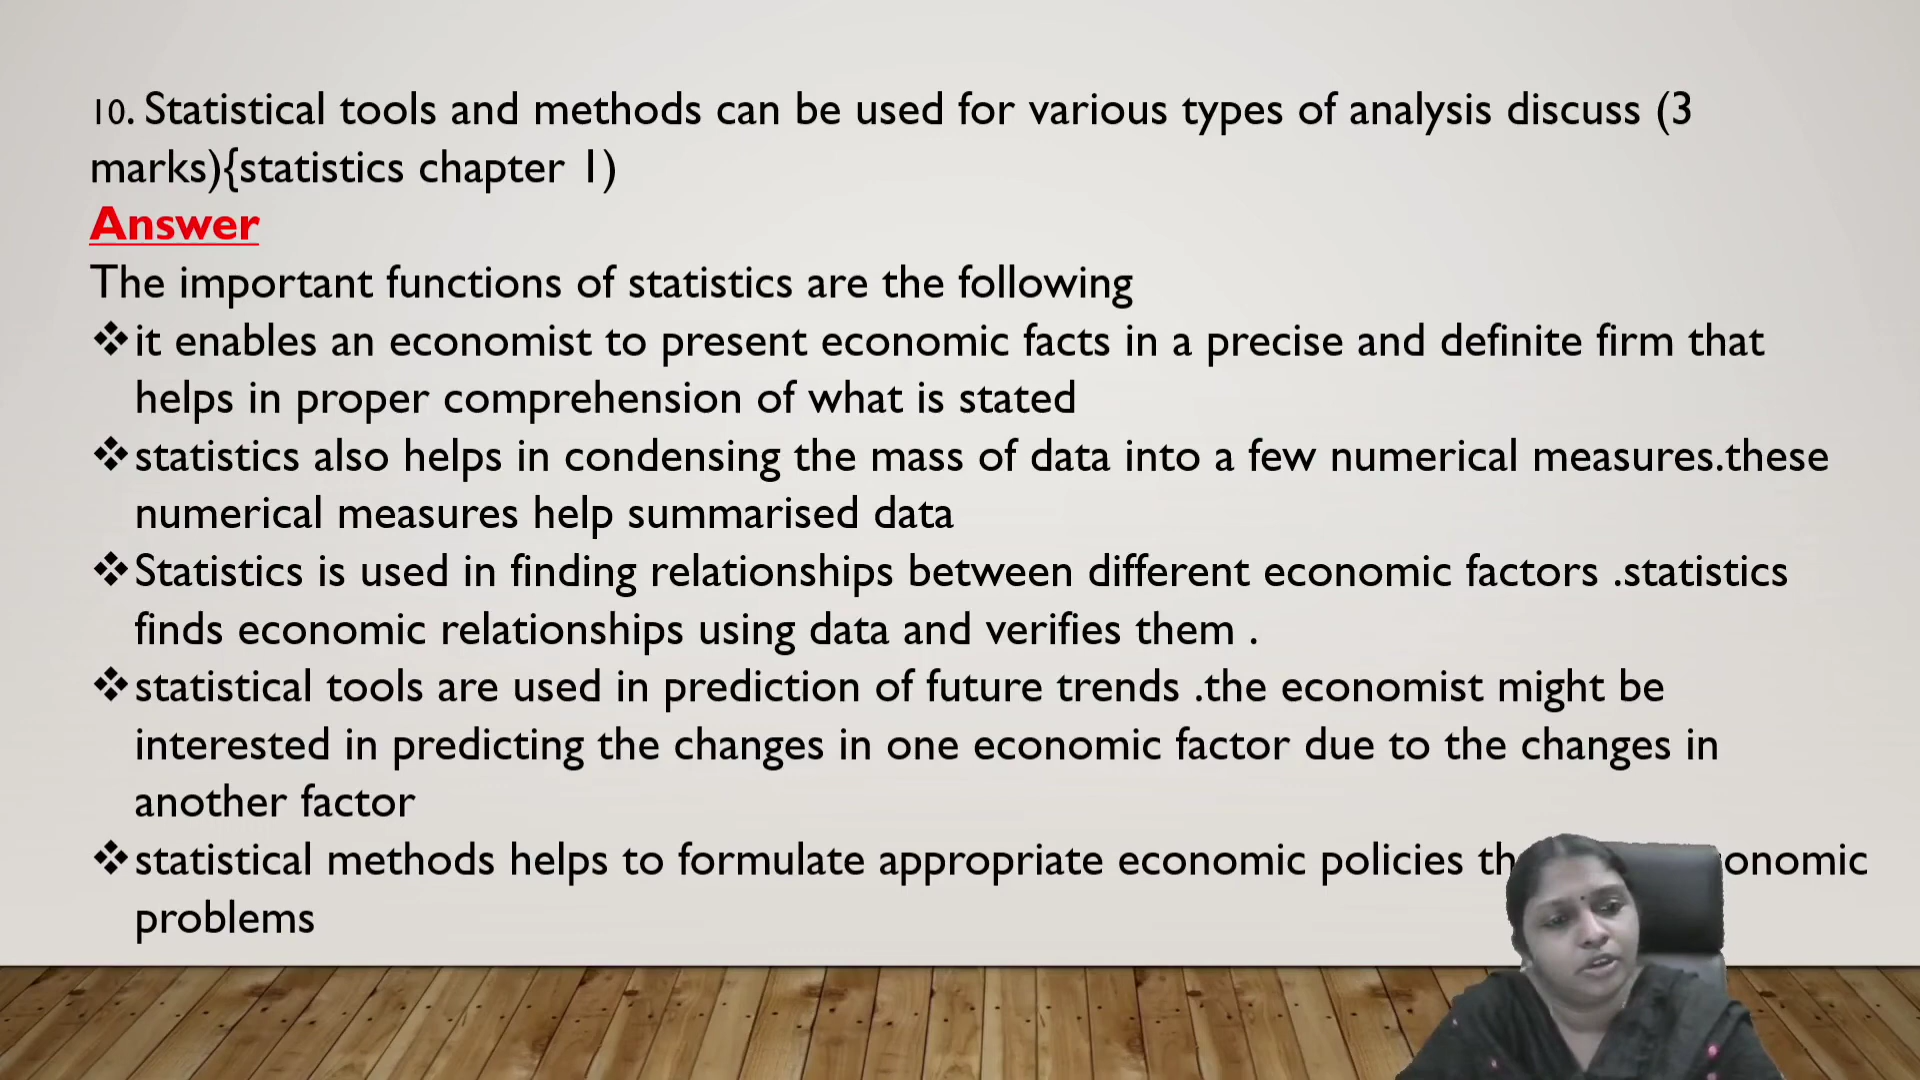 10. Statistical tools and methods can be used for various types of analysis discuss (3
marks){statistics chapter 1)
Answer
The important functions of statistics are the following
❖it enables an economist to present economic facts in a precise and definite firm that
helps in proper comprehension of what is stated
❖statistics also helps in condensing the mass of data into a few numerical measures.these
numerical measures help summarised data
❖Statistics is used in finding relationships between different economic factors .statistics
finds economic relationships using data and verifies them .
❖statistical tools are used in prediction of future trends .the economist might be
interested in predicting the changes in one economic factor due to the changes in
another factor
❖statistical methods helps to formulate appropriate economic policies
problems